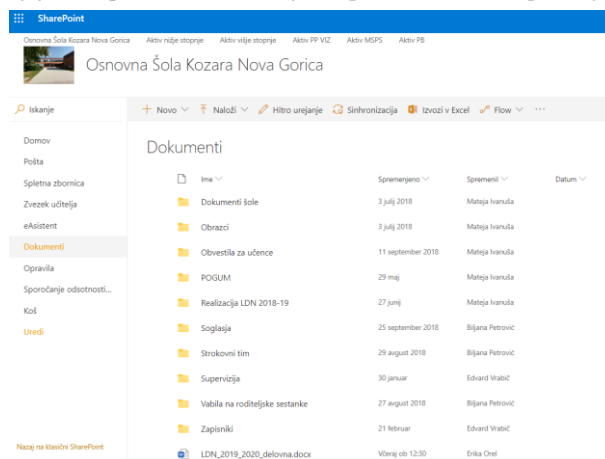 SharePoint
Osnovna Šola Kozara Nova Gorica Aktiv nižje stopnje Aktiv višje stopnje Aktiv PP VIZ Aktiv MSPS Aktiv PB
Osnovna Šola Kozara Nova Gorica
Iskanje
+ Novo Naloži Hitro urejanje Sinhronizacija Izvozi v Excel Flow ...
Domov
Pošta
Spletna zbornica
Zvezek učitelja
eAsistent
Dokumenti
Opravila
Sporočanje odsotnosti...
Koš
Uredi
Nazaj na klasični SharePoint
Dokumenti
Ime Spremenjeno Spremenil Datum
Dokumenti šole 3 julij 2018 Mateja Ivanuša
Obrazci 3 julij 2018 Mateja Ivanuša
Obvestila za učence 11 september 2018 Mateja Ivanuša
POGUM 29 maj Mateja Ivanuša
Realizacija LDN 2018-19 27 junij Mateja Ivanuša
Soglasja 25 september 2018 Biljana Petrović
Strokovni tim 29 avgust 2018 Biljana Petrović
Supervizija 30 januar Edvard Vrabič
Vabila na roditeljske sestanke 27 avgust 2018 Biljana Petrović
Zapisniki 21 februar Edvard Vrabič
LDN_2019_2020_delovna.docx Včeraj ob 12:30 Erika Orel